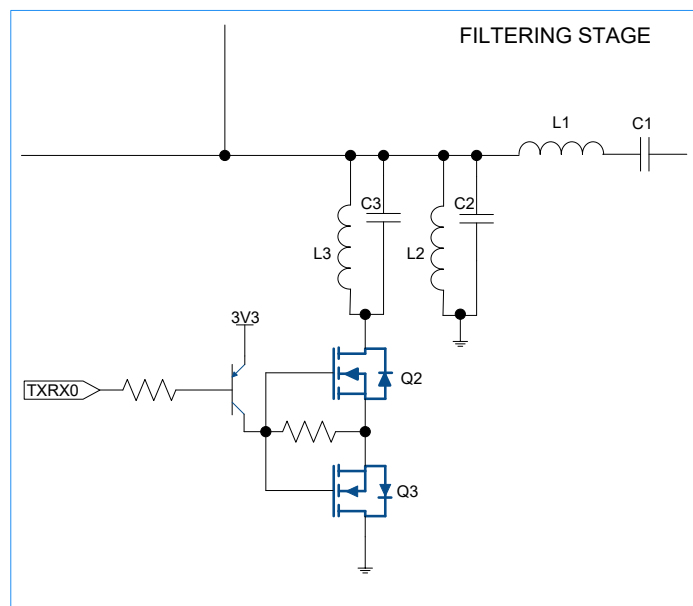 FILTERING STAGE
L1
C1
C3
C2
L3
L2
3V3
TXRX0
Q2
Q3